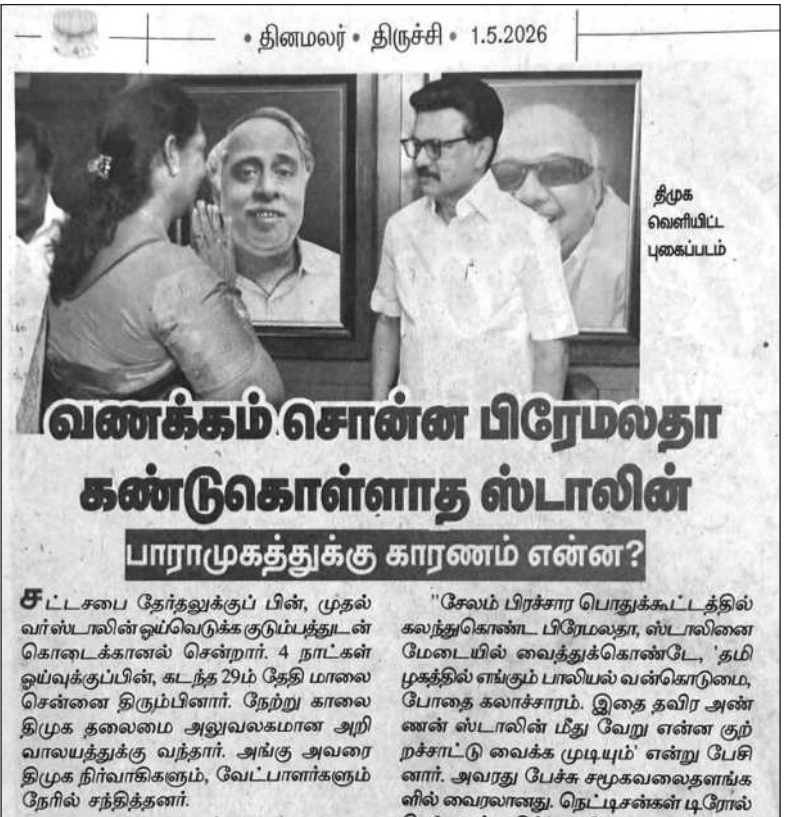 • தினமலர் • திருச்சி • 1.5.2026
திமுக
வெளியிட்ட
புகைப்படம்
வணக்கம் சொன்ன பிரேமலதா
கண்டுகொள்ளாத ஸ்டாலின்
பாராமுகத்துக்கு காரணம் என்ன?
சட்டசபை தேர்தலுக்குப் பின், முதல்
வர்ஸ்டாலின் ஓய்வெடுக்க குடும்பத்துடன்
கொடைக்கானல் சென்றார். 4 நாட்கள்
ஓய்வுக்குப்பின், கடந்த 29ம் தேதி மாலை
சென்னை திரும்பினார். நேற்று காலை
திமுக தலைமை அலுவலகமான அறி
வாலயத்துக்கு வந்தார். அங்கு அவரை
திமுக நிர்வாகிகளும், வேட்பாளர்களும்
நேரில் சந்தித்தனர்.
"சேலம் பிரச்சார பொதுக்கூட்டத்தில்
கலந்துகொண்ட பிரேமலதா, ஸ்டாலினை
மேடையில் வைத்துக்கொண்டே, 'தமி
ழகத்தில் எங்கும் பாலியல் வன்கொடுமை,
போதை கலாச்சாரம். இதை தவிர அண்
ணன் ஸ்டாலின் மீது வேறு என்ன குற்
றச்சாட்டு வைக்க முடியும்' என்று பேசி
னார். அவரது பேச்சு சமூகவலைதளங்க
ளில் வைரலானது. நெட்டிசன்கள் டிரோல்